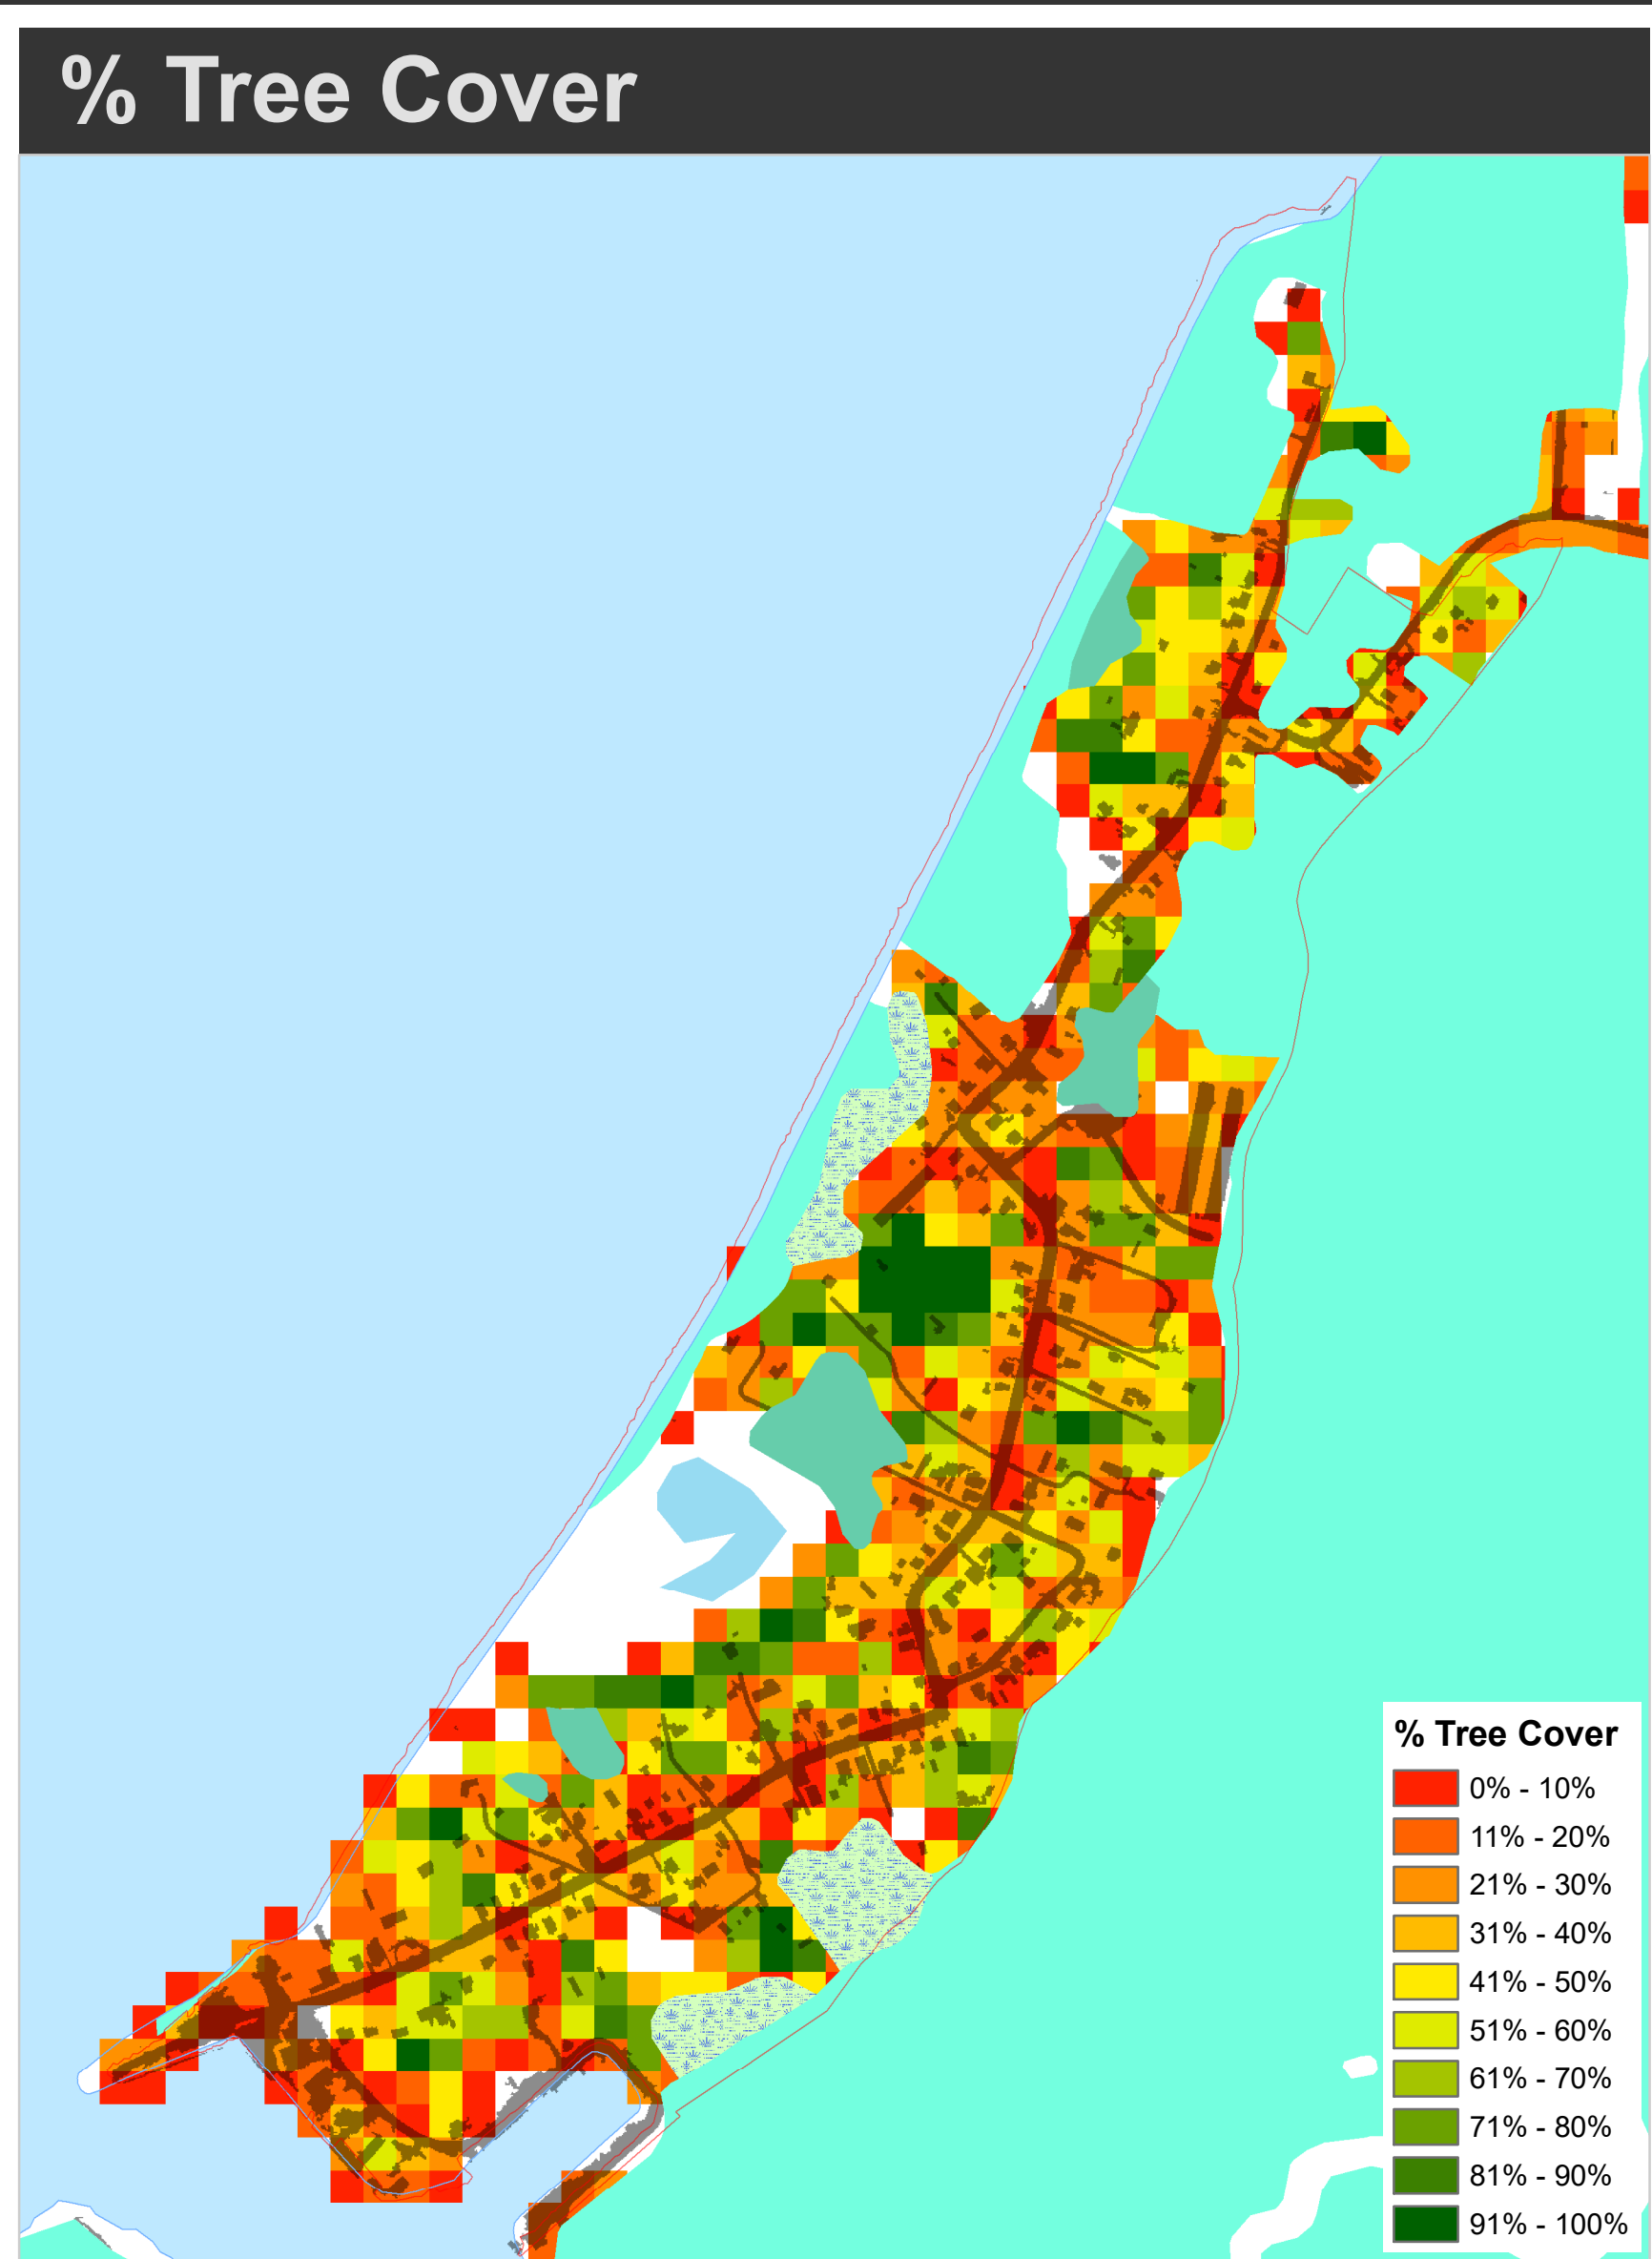 % Tree Cover
% Tree Cover
0% - 10%
11% - 20%
21% - 30%
31% - 40%
41% - 50%
51% - 60%
61% - 70%
71% - 80%
81% - 90%
91% - 100%